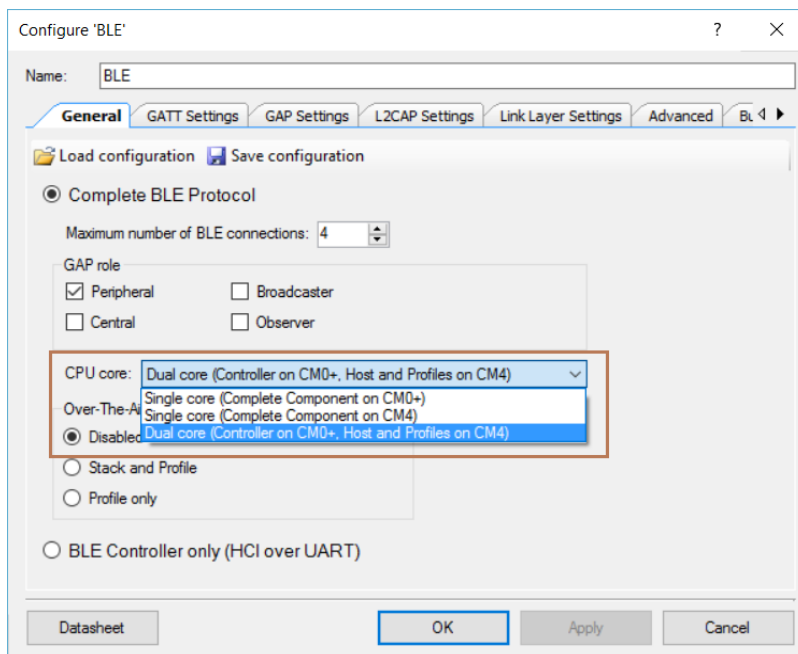 Configure 'BLE'
?
Name: BLE
General GATT Settings GAP Settings L2CAP Settings Link Layer Settings Advanced
Load configuration Save configuration
Complete BLE Protocol
Maximum number of BLE connections: 4
GAP role
Peripheral Broadcaster
Central Observer
CPU core: Dual core (Controller on CM0+, Host and Profiles on CM4)
Single core (Complete Component on CM0+)
Over-The-Ai Single core (Complete Component on CM4)
Disabled Dual core (Controller on CM0+, Host and Profiles on CM4)
Stack and Profile
Profile only
BLE Controller only (HCI over UART)
Datasheet OK Apply Cancel